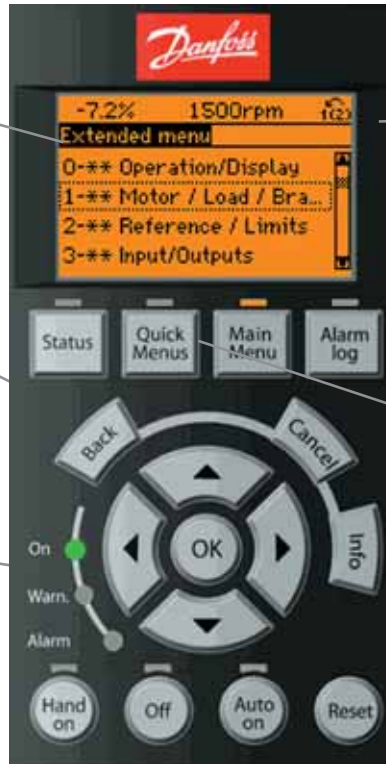 Danfoss
-7.2% 1500rpm 1(2)
Extended menu
0-** Operation/Display
1-** Motor / Load / Bra...
2-** Reference / Limits
3-** Input/Outputs
Status Quick Menus Main Menu Alarm log
Back Cancel
OK Info
On
Warn.
Alarm
Hand on Off Auto on Reset